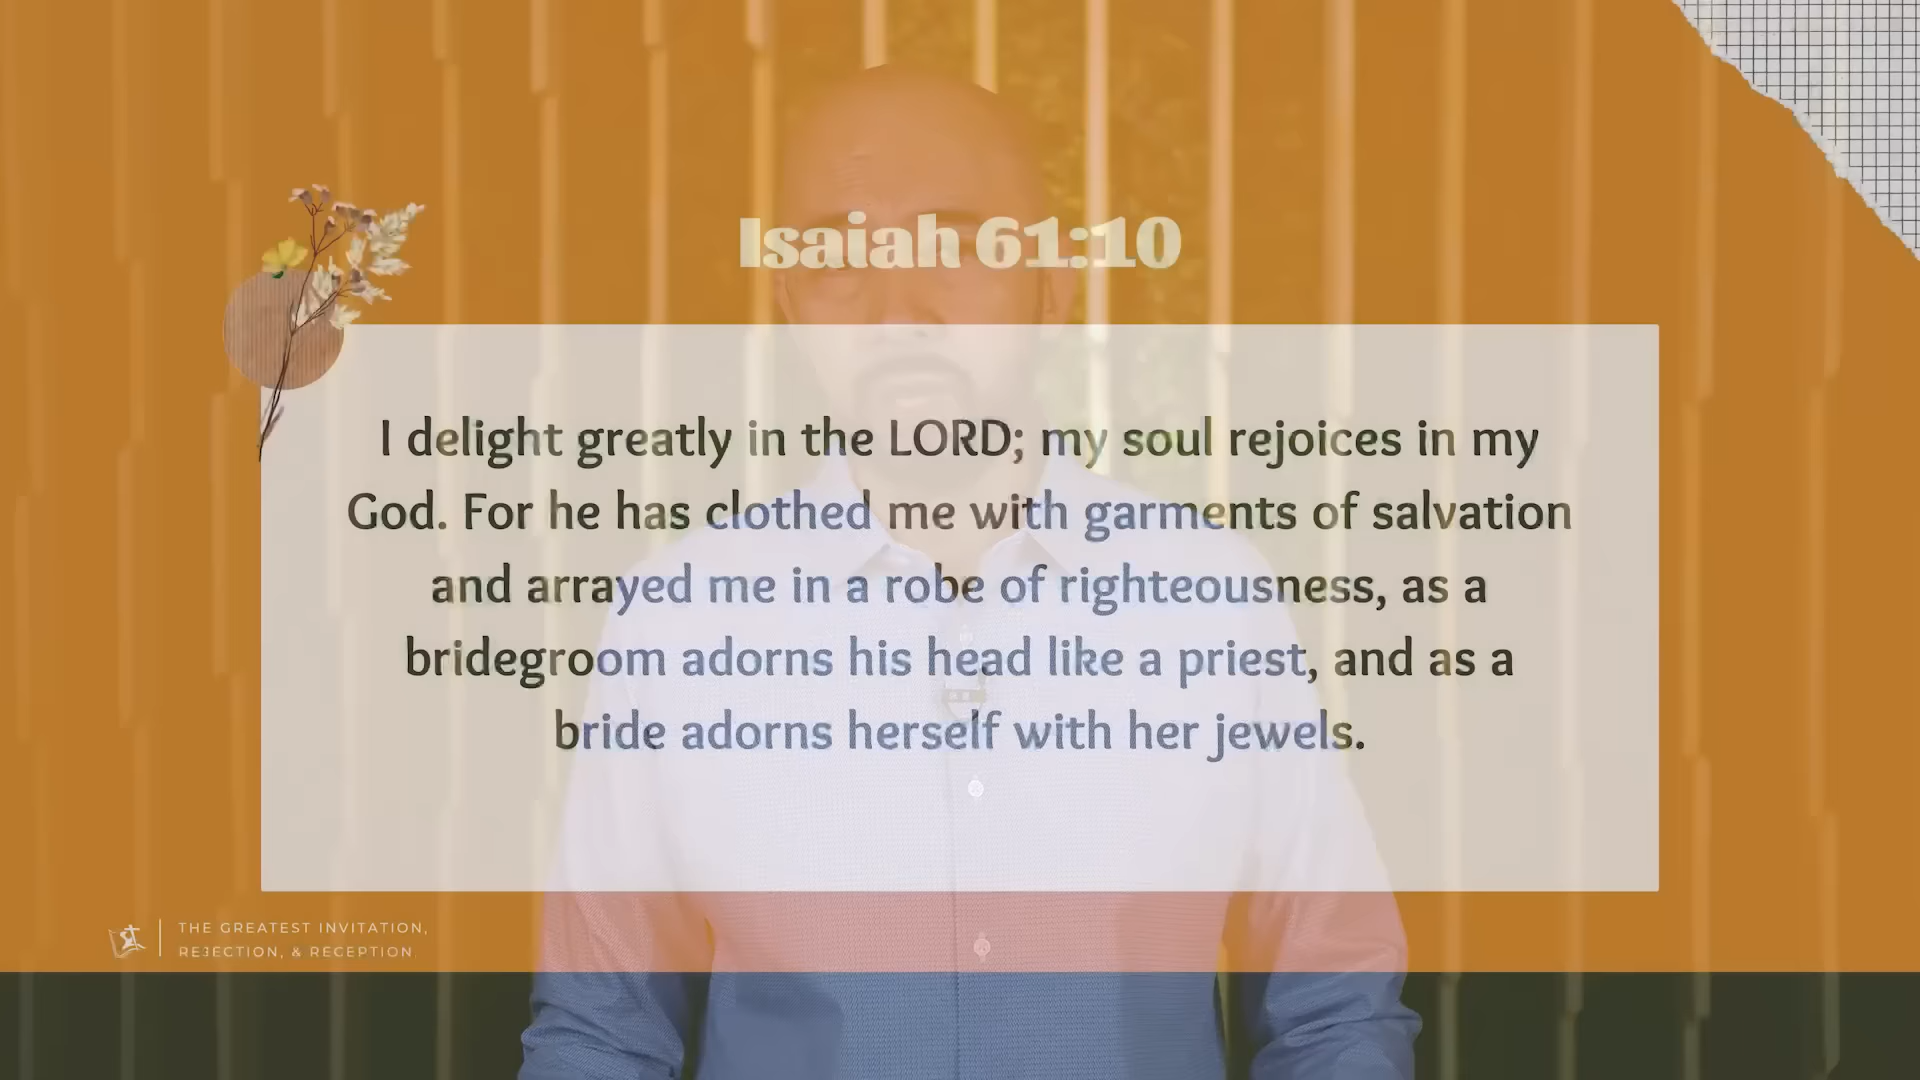 Isaiah 61:10
I delight greatly in the LORD; my soul rejoices in my
God. For he has clothed me with garments of salvation
and arrayed me in a robe of righteousness, as a
bridegroom adorns his head like a priest, and as a
bride adorns herself with her jewels.
THE GREATEST INVITATION,
REJECTION, & RECEPTION